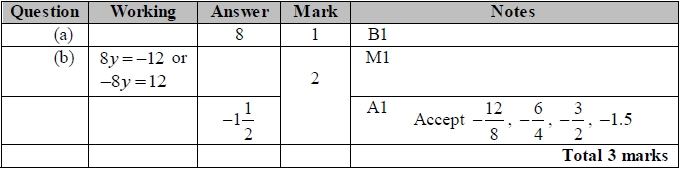 Question Working Answer Mark Notes
(a) 8 1 B1
(b) 8y = −12 or −8y = 12 2 M1
−1 1/2 A1 Accept −12/8, −6/4, −3/2, −1.5
Total 3 marks